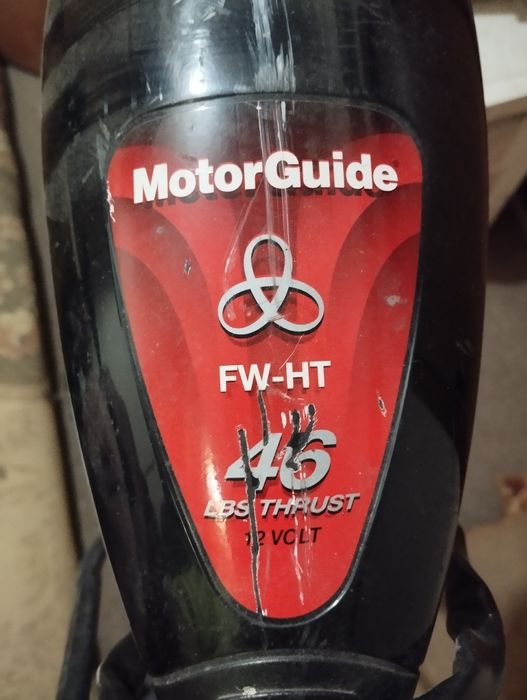 MotorGuide
FW-HT
46
LBS THRUST
12 VOLT